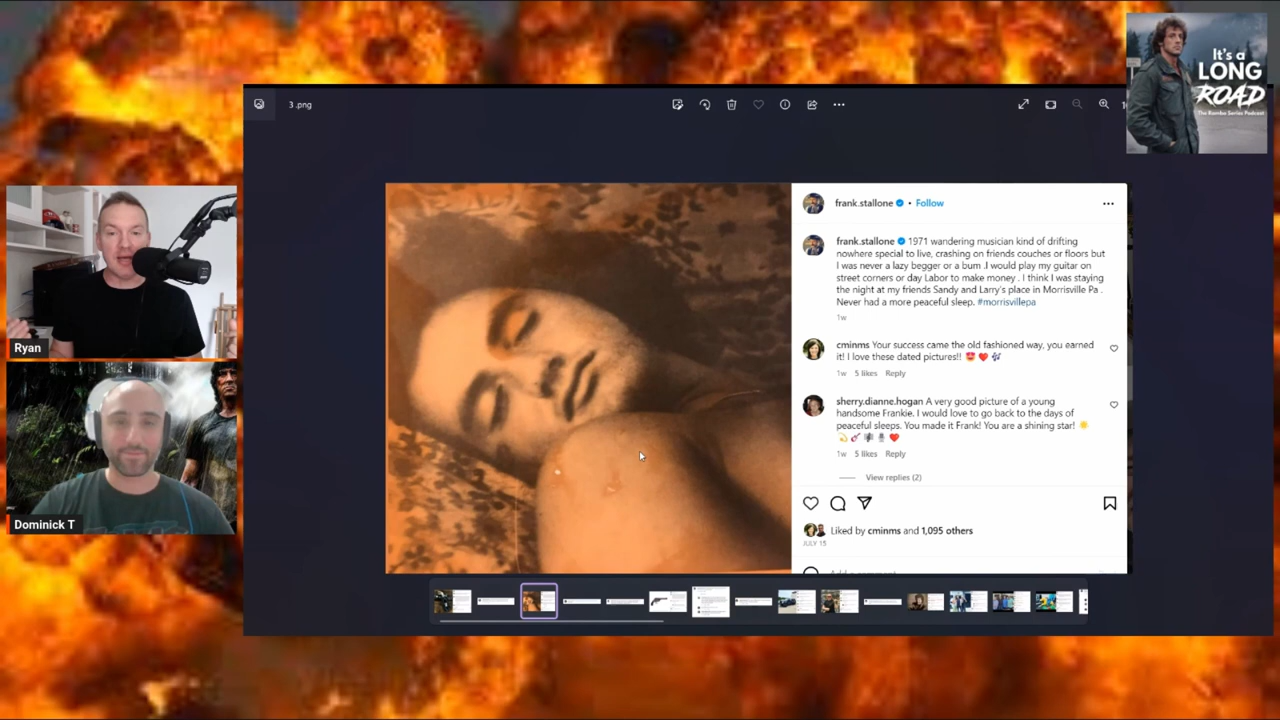 3 .png
It's a
LONG
ROAD
The Rambo Series Podcast
frank.stallone • Follow
frank.stallone 1971 wandering musician kind of drifting
nowhere special to live, crashing on friends couches or floors but
I was never a lazy begger or a bum .I would play my guitar on
street corners or day Labor to make money . I think I was staying
the night at my friends Sandy and Larry's place in Morrisville Pa .
Never had a more peaceful sleep. #morrisvillepa
1w
cminms Your success came the old fashioned way, you earned
it! I love these dated pictures!!
1w 5 likes Reply
sherry.dianne.hogan A very good picture of a young
handsome Frankie. I would love to go back to the days of
peaceful sleeps. You made it Frank! You are a shining star!
1w 5 likes Reply
View replies (2)
Liked by cminms and 1,095 others
JULY 15
Ryan
Dominick T